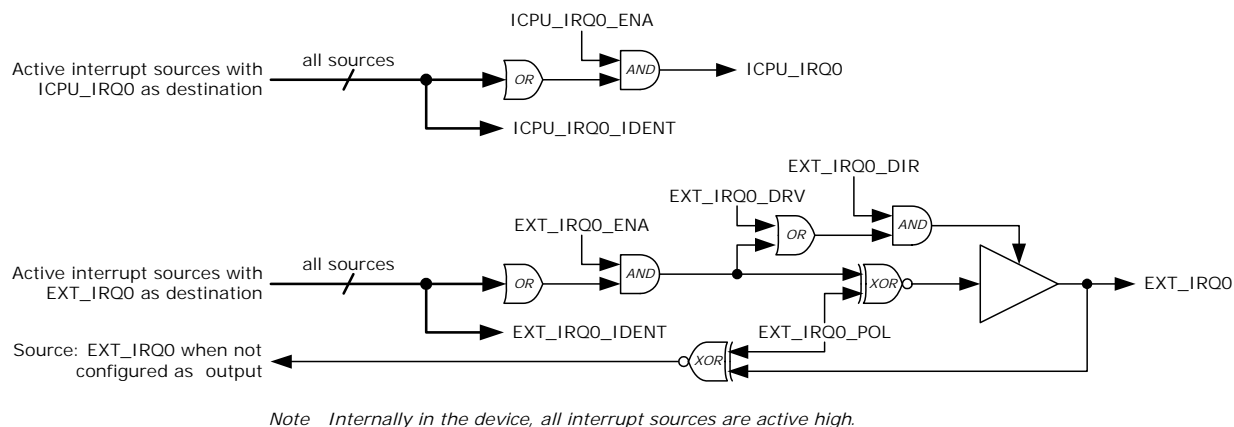 ICPU_IRQ0_ENA
all sources
Active interrupt sources with
ICPU_IRQ0 as destination
OR
AND
ICPU_IRQ0
ICPU_IRQ0_IDENT
EXT_IRQ0_DIR
EXT_IRQ0_DRV
EXT_IRQ0_ENA
OR
AND
all sources
Active interrupt sources with
EXT_IRQ0 as destination
OR
AND
XOR
EXT_IRQ0
EXT_IRQ0_IDENT
EXT_IRQ0_POL
Source: EXT_IRQ0 when not
configured as output
XOR
Note Internally in the device, all interrupt sources are active high.